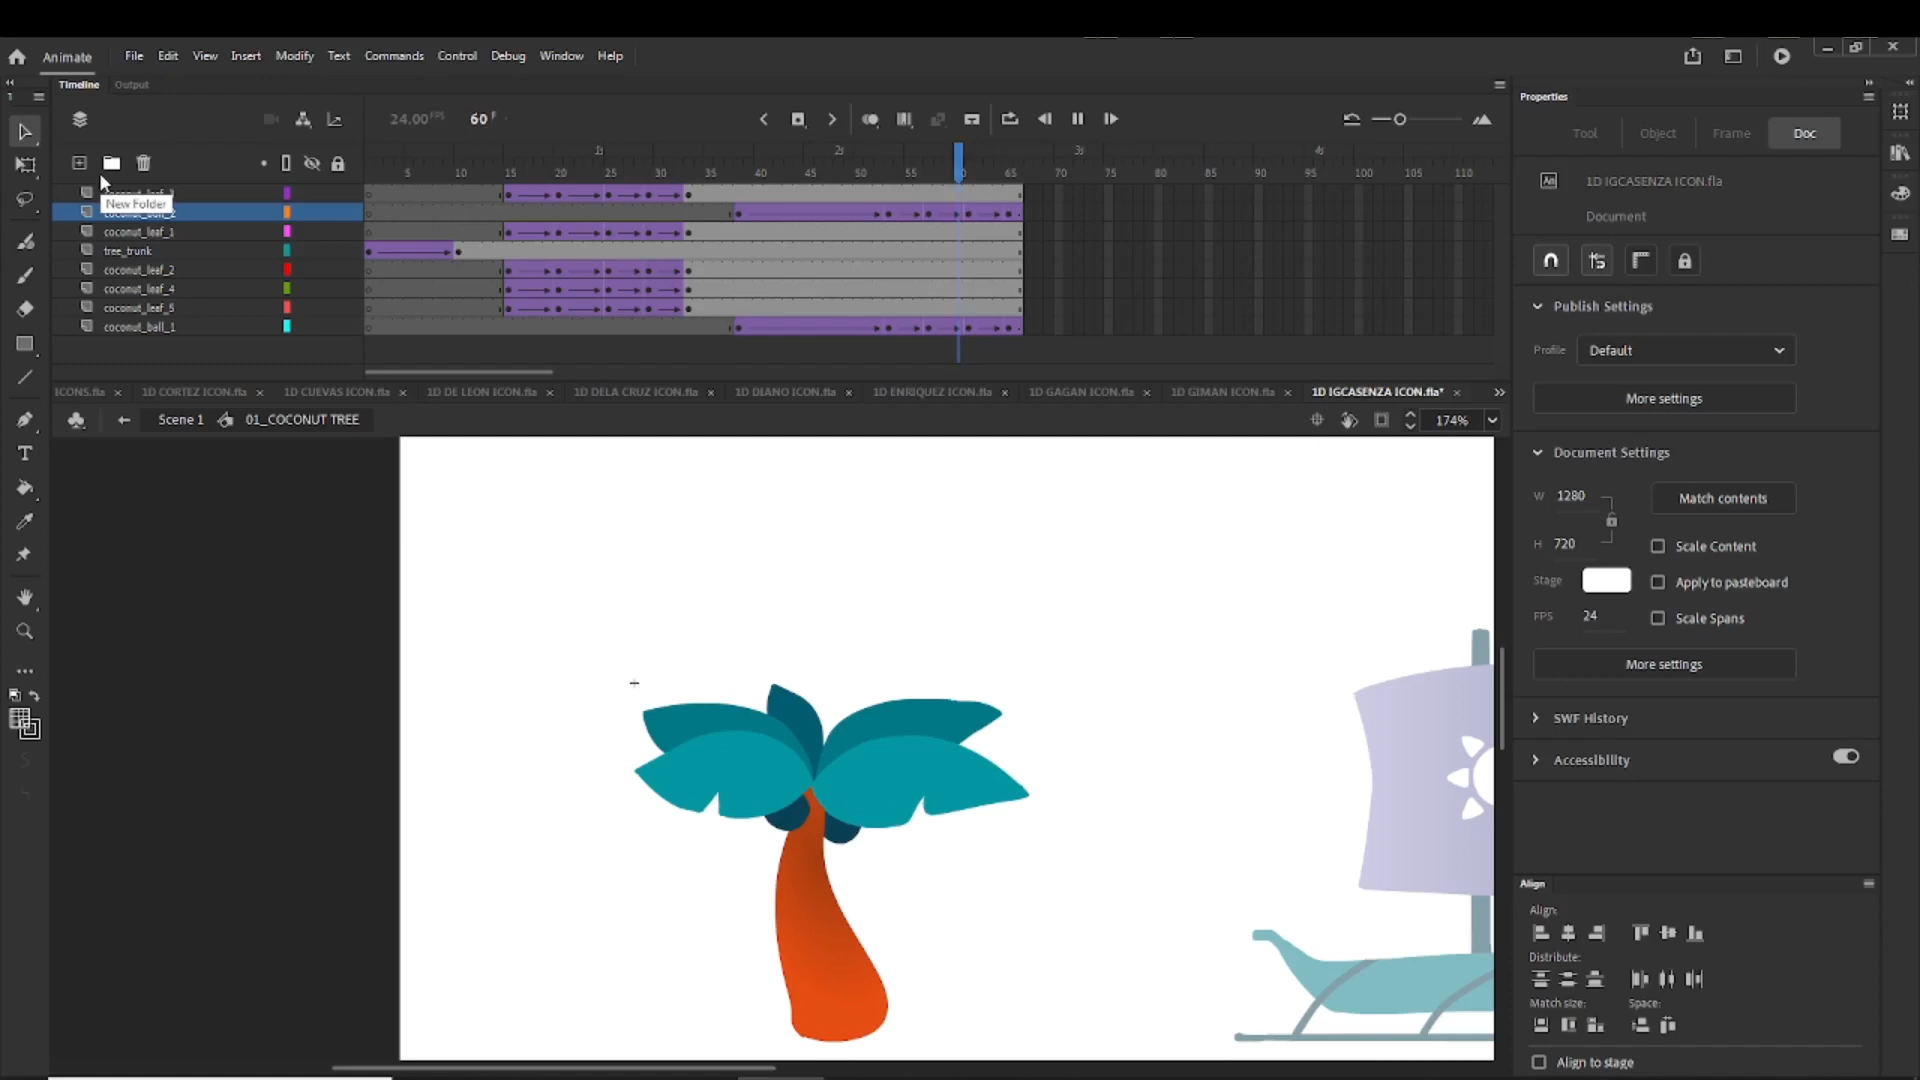 Animate File Edit View Insert Modify Text Commands Control Debug Window Help
Timeline Output
Properties
24.00 FPS 60 F
Tool Object Frame Doc
1s 2s 3s 4s
5 10 15 20 25 30 35 40 45 50 55 65 70 75 80 85 90 95 100 105 110
New Folder
coconut_leaf_1
tree_trunk
coconut_leaf_2
coconut_leaf_4
coconut_leaf_5
coconut_ball_1
1D IGCASENZA ICON.fla
Document
Publish Settings
Profile Default
More settings
ICONS.fla × 1D CORTEZ ICON.fla × 1D CUEVAS ICON.fla × 1D DE LEON ICON.fla × 1D DELA CRUZ ICON.fla × 1D DIANO ICON.fla × 1D ENRIQUEZ ICON.fla × 1D GAGAN ICON.fla × 1D GIMAN ICON.fla × 1D IGCASENZA ICON.fla* ×
Scene 1 01_COCONUT TREE 174%
Document Settings
W 1280 Match contents
H 720 Scale Content
Stage Apply to pasteboard
FPS 24 Scale Spans
More settings
SWF History
Accessibility
Align
Align:
Distribute:
Match size: Space:
Align to stage